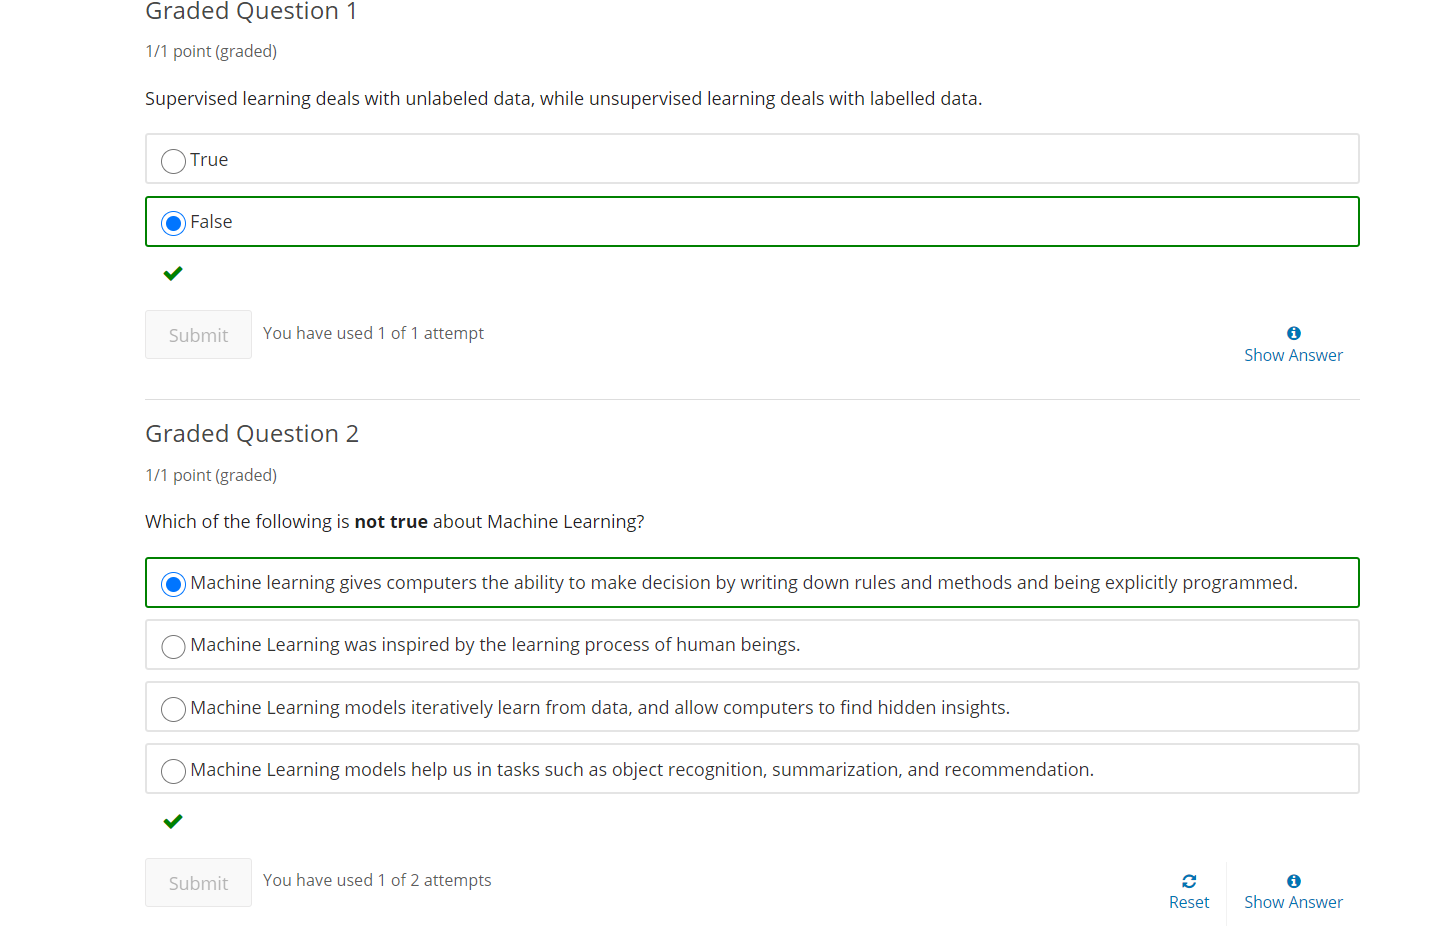 Graded Question 1
1/1 point (graded)
Supervised learning deals with unlabeled data, while unsupervised learning deals with labelled data.
True
False
Submit
You have used 1 of 1 attempt
Show Answer
Graded Question 2
1/1 point (graded)
Which of the following is not true about Machine Learning?
Machine learning gives computers the ability to make decision by writing down rules and methods and being explicitly programmed.
Machine Learning was inspired by the learning process of human beings.
Machine Learning models iteratively learn from data, and allow computers to find hidden insights.
Machine Learning models help us in tasks such as object recognition, summarization, and recommendation.
Submit
You have used 1 of 2 attempts
Reset
Show Answer